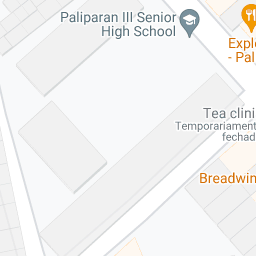 Paliparan III Senior
High School
Expl
- Pal
Tea clini
Temporariament
fechad
Breadwin